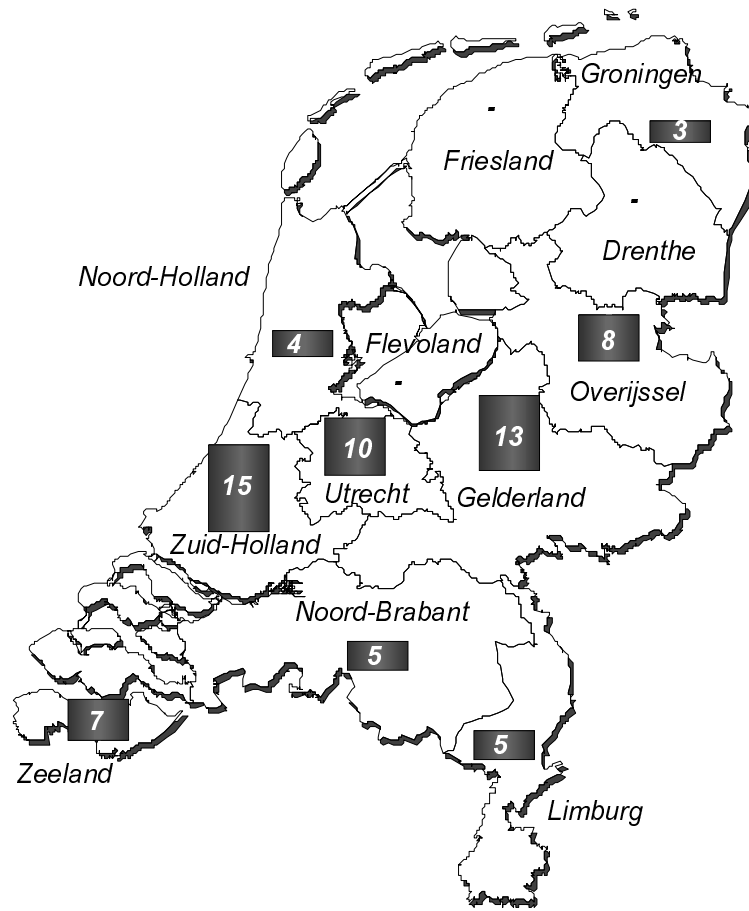 Groningen
3
Friesland
Drenthe
Noord-Holland
4
Flevoland
8
Overijssel
13
10
15
Utrecht
Gelderland
Zuid-Holland
Noord-Brabant
5
7
5
Zeeland
Limburg